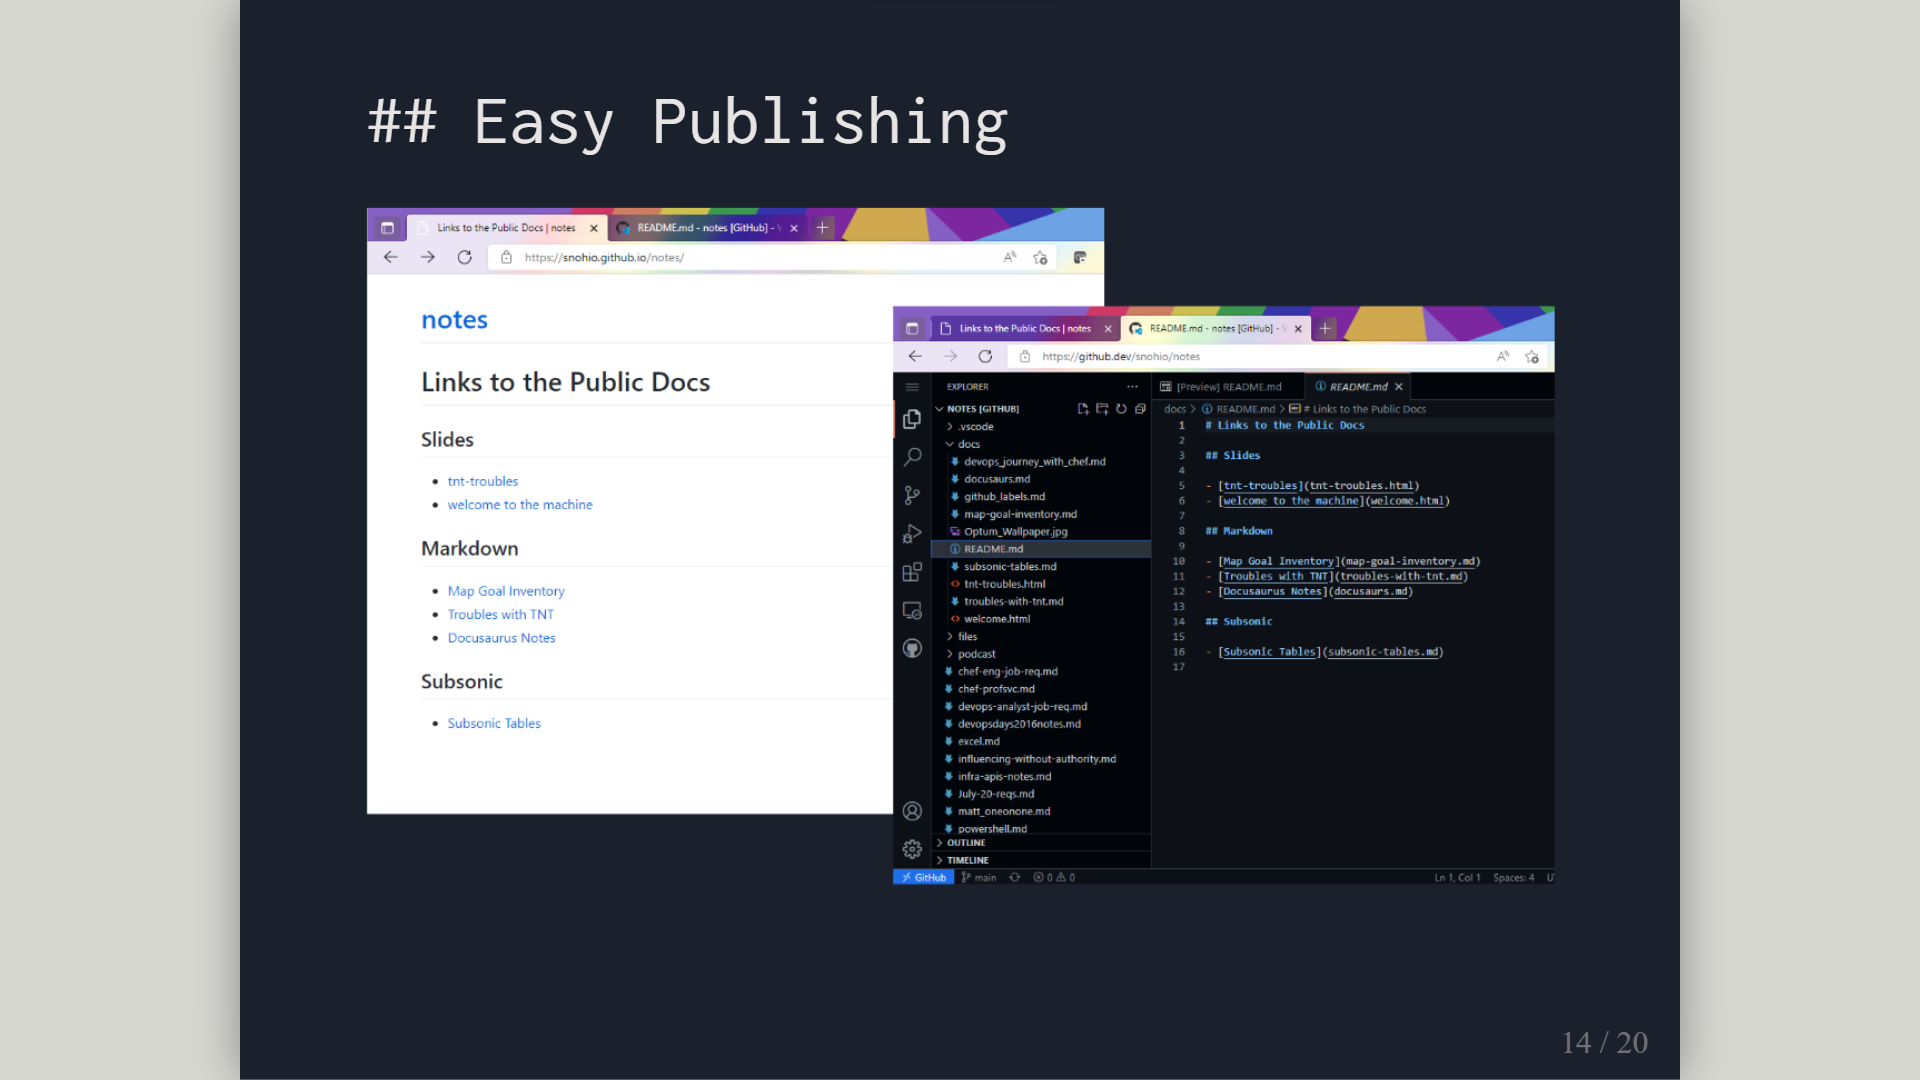 ## Easy Publishing
Links to the Public Docs | notes
README.md - notes [GitHub] -
https://snohio.github.io/notes/
notes
Links to the Public Docs
Slides
tnt-troubles
welcome to the machine
Markdown
Map Goal Inventory
Troubles with TNT
Docusaurus Notes
Subsonic
Subsonic Tables
Links to the Public Docs | notes
README.md - notes [GitHub] -
https://github.dev/snohio/notes
EXPLORER
NOTES [GITHUB]
.vscode
docs
devops_journey_with_chef.md
docusaurs.md
github_labels.md
map-goal-inventory.md
Optum_Wallpaper.jpg
README.md
subsonic-tables.md
tnt-troubles.html
troubles-with-tnt.md
welcome.html
files
podcast
chef-eng-job-req.md
chef-profsvc.md
devops-analyst-job-req.md
devopsdays2016notes.md
excel.md
influencing-without-authority.md
infra-apis-notes.md
July-20-reqs.md
matt_oneonone.md
powershell.md
OUTLINE
TIMELINE
[Preview] README.md
README.md
docs > README.md > # Links to the Public Docs
1 # Links to the Public Docs
2
3 ## Slides
4
5 - [tnt-troubles](tnt-troubles.html)
6 - [welcome to the machine](welcome.html)
7
8 ## Markdown
9
10 - [Map Goal Inventory](map-goal-inventory.md)
11 - [Troubles with TNT](troubles-with-tnt.md)
12 - [Docusaurus Notes](docusaurs.md)
13
14 ## Subsonic
15
16 - [Subsonic Tables](subsonic-tables.md)
17
GitHub main 0 0 Ln 1, Col 1 Spaces: 4
14 / 20